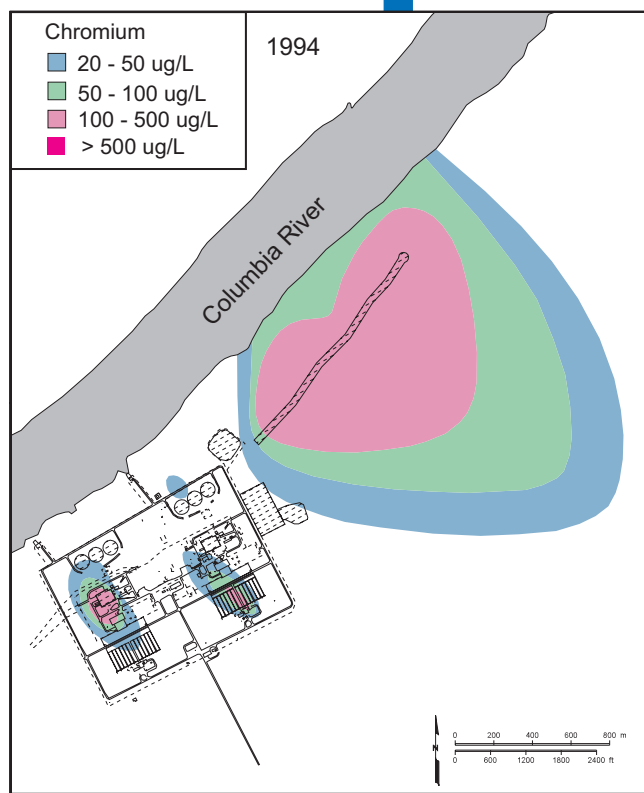 Chromium
20 - 50 ug/L
50 - 100 ug/L
100 - 500 ug/L
> 500 ug/L
1994
Columbia River
N
0 200 400 600 800 m
0 600 1200 1800 2400 ft